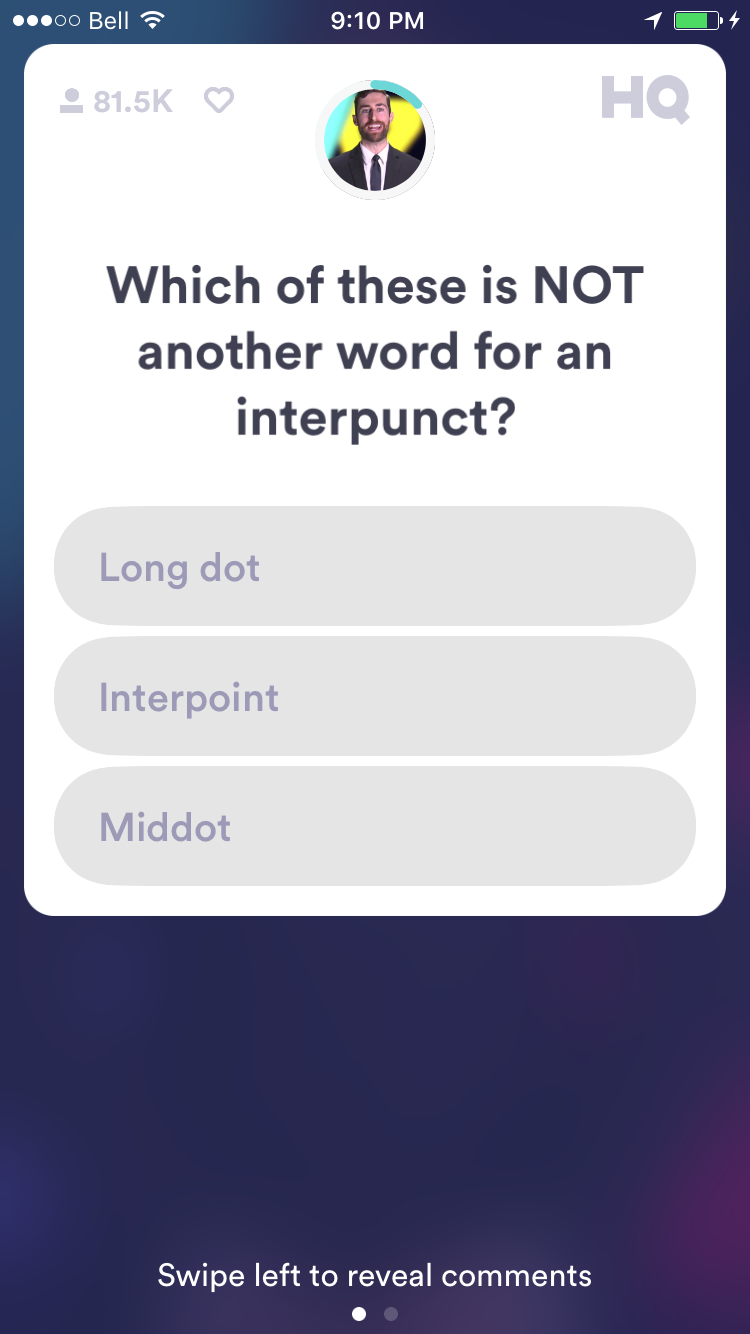 Bell 9:10 PM
81.5K HQ
Which of these is NOT
another word for an
interpunct?
Long dot
Interpoint
Middot
Swipe left to reveal comments